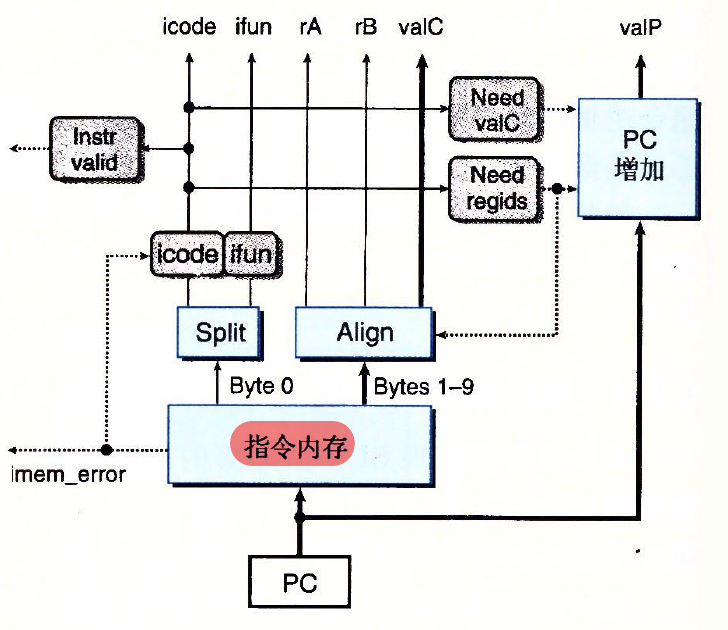 icode ifun rA rB valC valP
Need
valC
Instr
valid
PC
增加
Need
regids
icode ifun
Split
Align
Byte 0
Bytes 1–9
指令内存
imem_error
PC